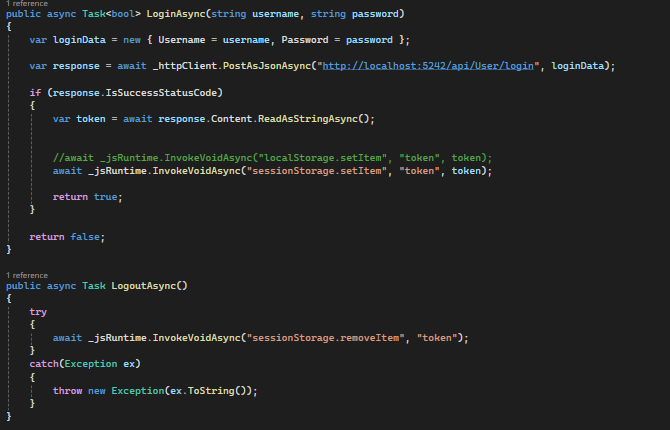 1 reference
public async Task<bool> LoginAsync(string username, string password)
{
var loginData = new { Username = username, Password = password };
var response = await _httpClient.PostAsJsonAsync("http://localhost:5242/api/User/login", loginData);
if (response.IsSuccessStatusCode)
{
var token = await response.Content.ReadAsStringAsync();
//await _jsRuntime.InvokeVoidAsync("localStorage.setItem", "token", token);
await _jsRuntime.InvokeVoidAsync("sessionStorage.setItem", "token", token);
return true;
}
return false;
}
1 reference
public async Task LogoutAsync()
{
try
{
await _jsRuntime.InvokeVoidAsync("sessionStorage.removeItem", "token");
}
catch(Exception ex)
{
throw new Exception(ex.ToString());
}
}